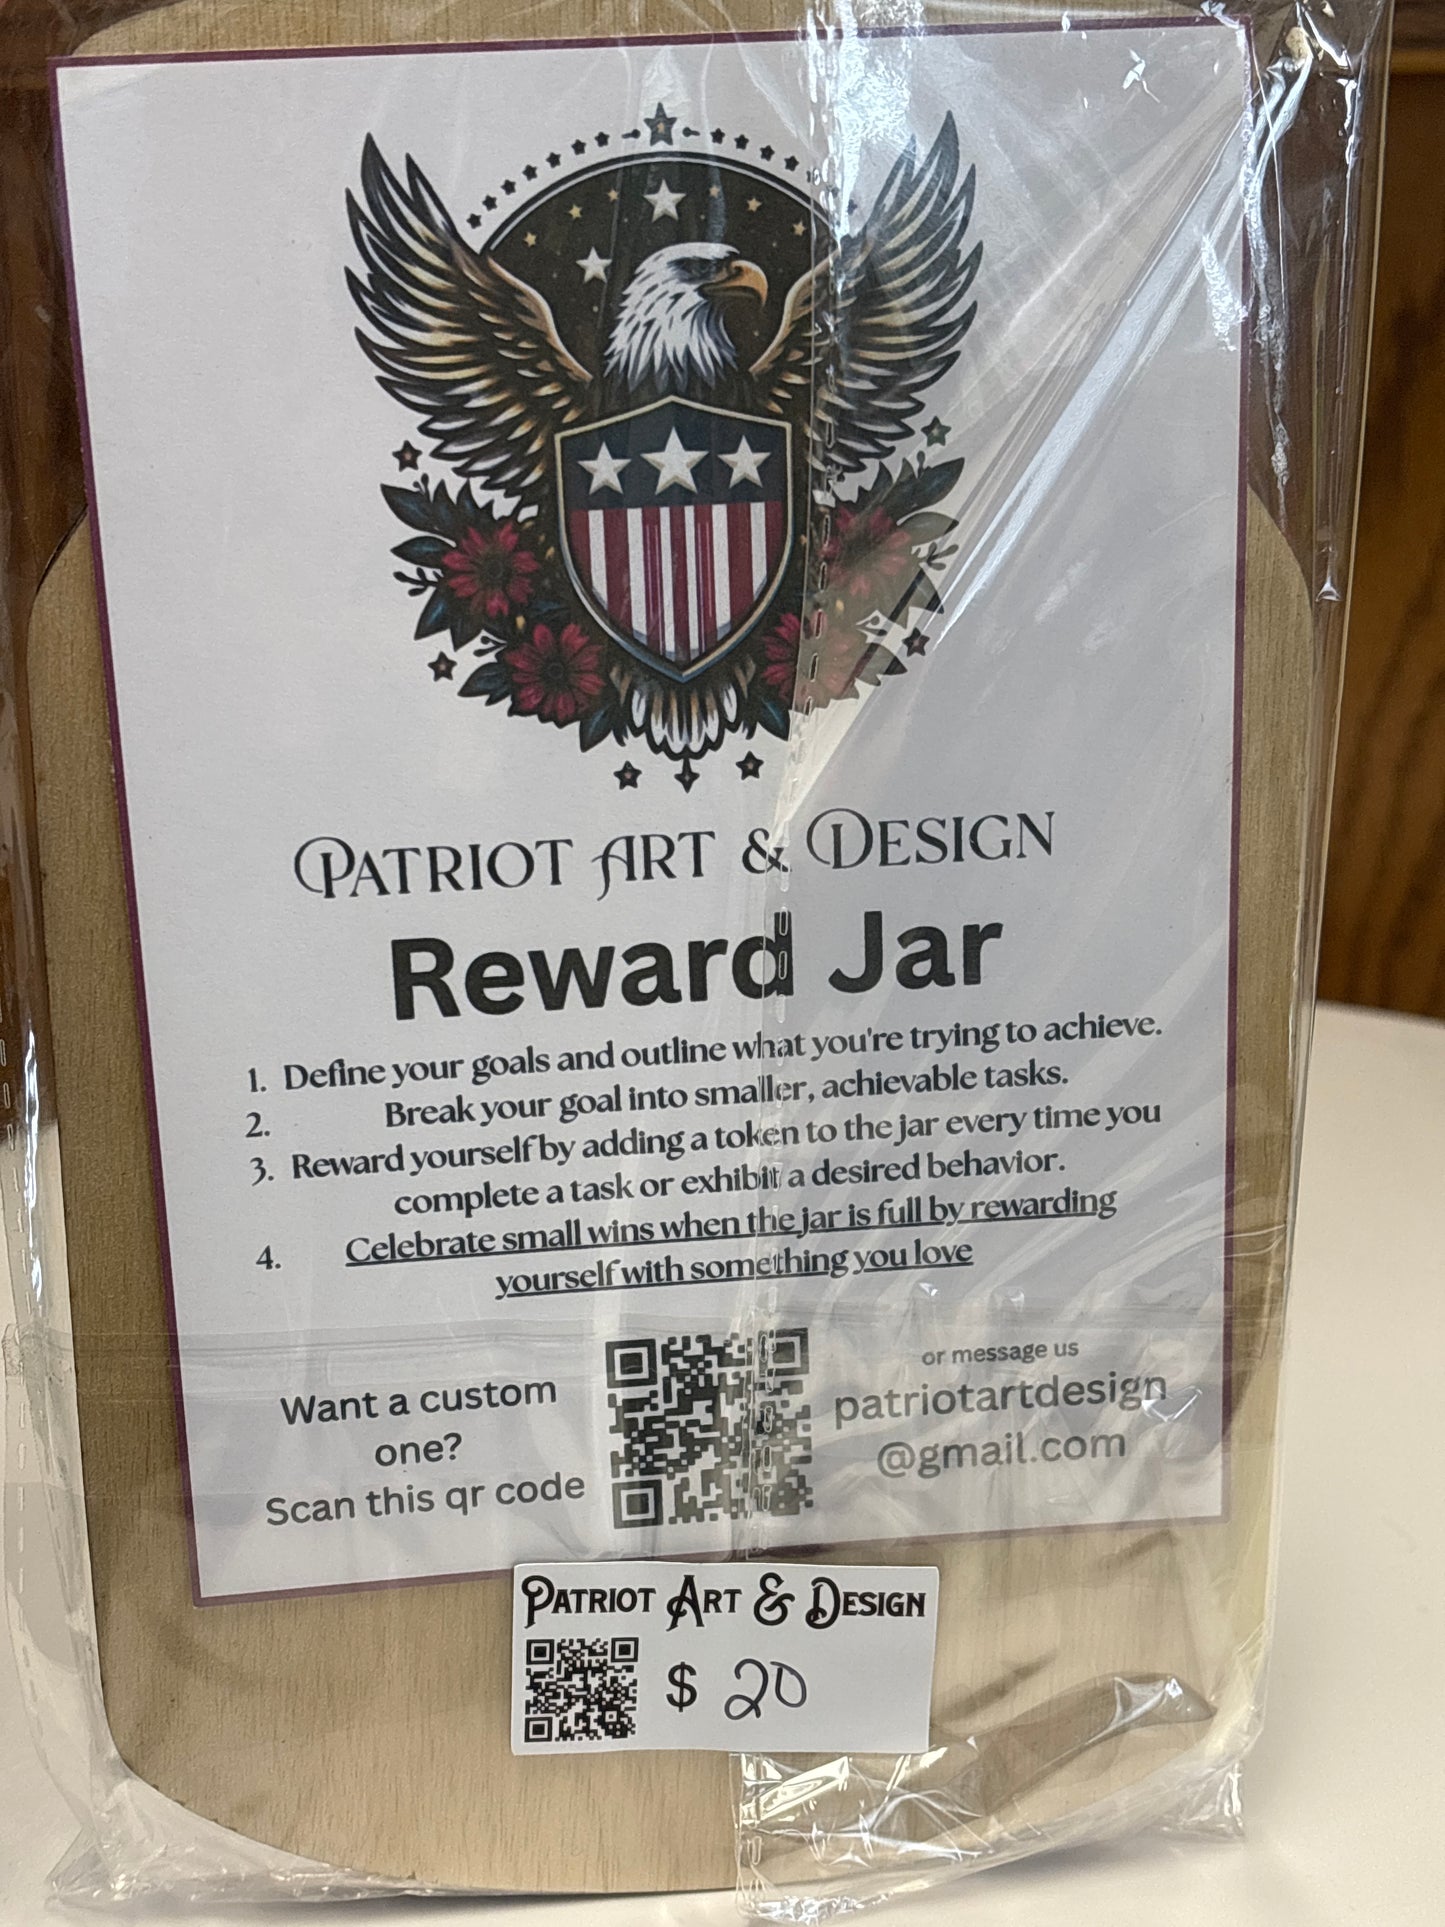 PATRIOT ART & DESIGN
Reward Jar
1. Define your goals and outline what you're trying to achieve.
2. Break your goal into smaller, achievable tasks.
3. Reward yourself by adding a token to the jar every time you
complete a task or exhibit a desired behavior.
4. Celebrate small wins when the jar is full by rewarding
yourself with something you love
Want a custom
one?
Scan this qr code
or message us
patriotartdesign
@gmail.com
PATRIOT ART & DESIGN
$ 20